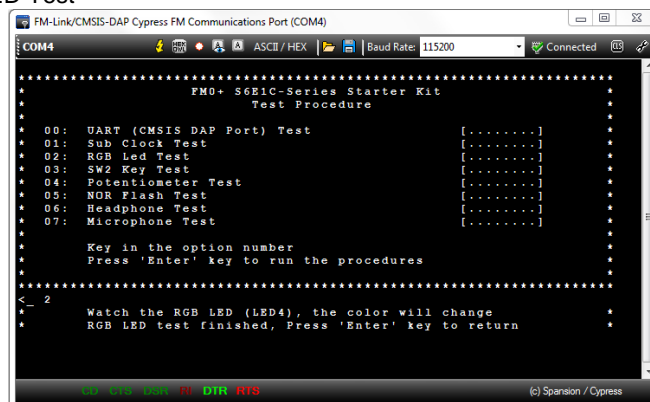 ED Test
FM-Link/CMSIS-DAP Cypress FM Communications Port (COM4)
COM4 ASCII / HEX Baud Rate: 115200 Connected
************************************************************
* FM0+ S6E1C-Series Starter Kit *
* Test Procedure *
* *
* 00: UART (CMSIS DAP Port) Test [........] *
* 01: Sub Clock Test [........] *
* 02: RGB Led Test [........] *
* 03: SW2 Key Test [........] *
* 04: Potentiometer Test [........] *
* 05: NOR Flash Test [........] *
* 06: Headphone Test [........] *
* 07: Microphone Test [........] *
* *
* Key in the option number *
* Press 'Enter' key to run the procedures *
* *
************************************************************
<_ 2
* Watch the RGB LED (LED4), the color will change *
* RGB LED test finished, Press 'Enter' key to return *
CD CTS DSR RI DTR RTS (c) Spansion / Cypress